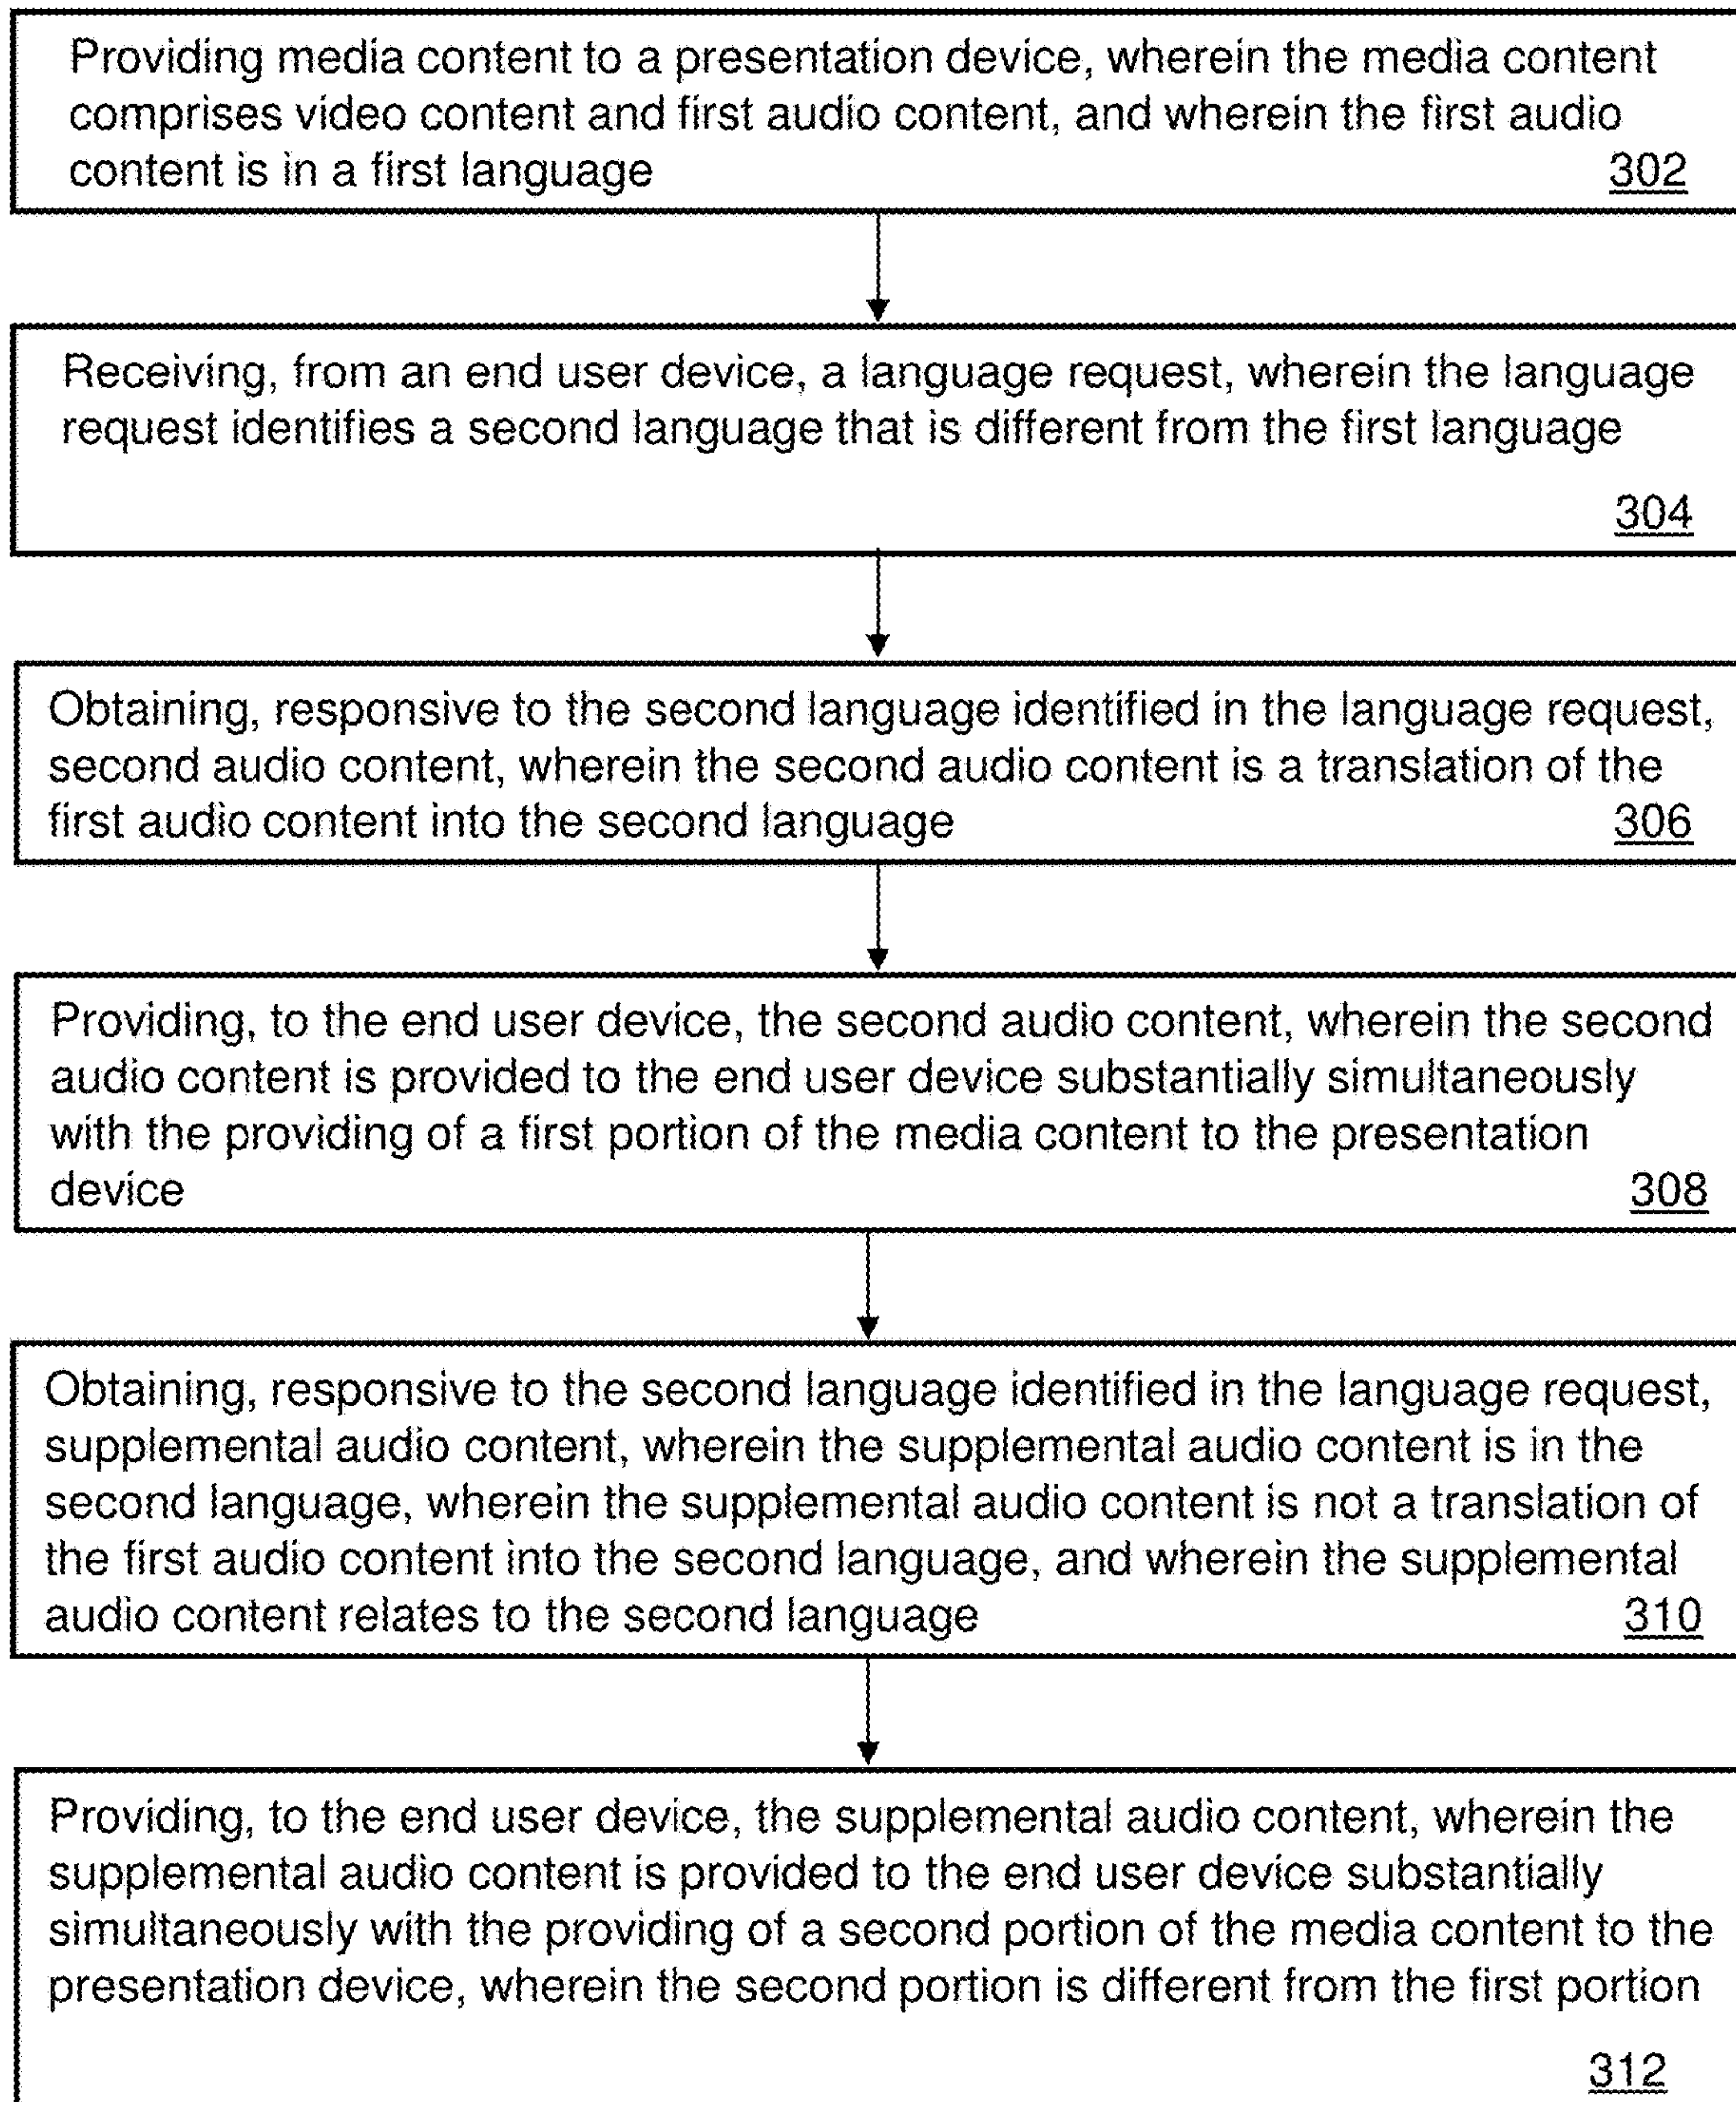 Providing media content to a presentation device, wherein the media content
comprises video content and first audio content, and wherein the first audio
content is in a first language 302
Receiving, from an end user device, a language request, wherein the language
request identifies a second language that is different from the first language
304
Obtaining, responsive to the second language identified in the language request,
second audio content, wherein the second audio content is a translation of the
first audio content into the second language 306
Providing, to the end user device, the second audio content, wherein the second
audio content is provided to the end user device substantially simultaneously
with the providing of a first portion of the media content to the presentation
device 308
Obtaining, responsive to the second language identified in the language request,
supplemental audio content, wherein the supplemental audio content is in the
second language, wherein the supplemental audio content is not a translation of
the first audio content into the second language, and wherein the supplemental
audio content relates to the second language 310
Providing, to the end user device, the supplemental audio content, wherein the
supplemental audio content is provided to the end user device substantially
simultaneously with the providing of a second portion of the media content to the
presentation device, wherein the second portion is different from the first portion
312